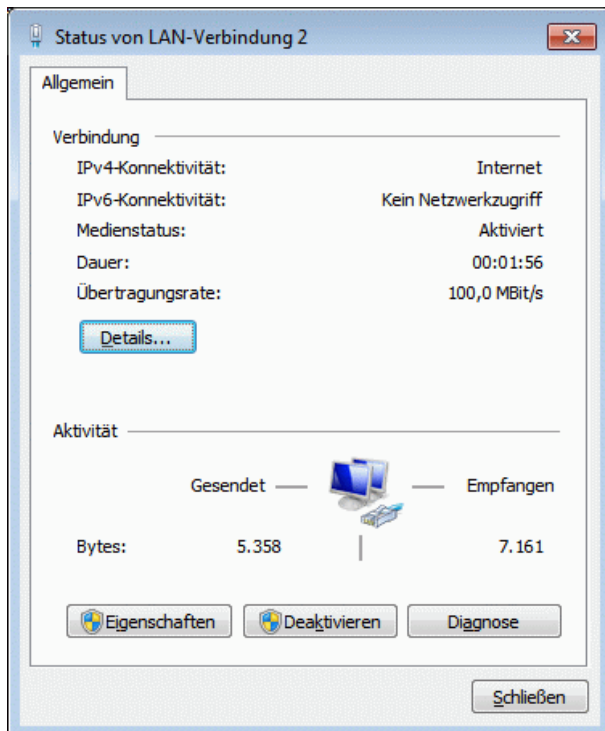 Status von LAN-Verbindung 2
Allgemein
Verbindung
IPv4-Konnektivität: Internet
IPv6-Konnektivität: Kein Netzwerkzugriff
Medienstatus: Aktiviert
Dauer: 00:01:56
Übertragungsrate: 100,0 MBit/s
Details...
Aktivität
Gesendet Empfangen
Bytes: 5.358 7.161
Eigenschaften Deaktivieren Diagnose
Schließen